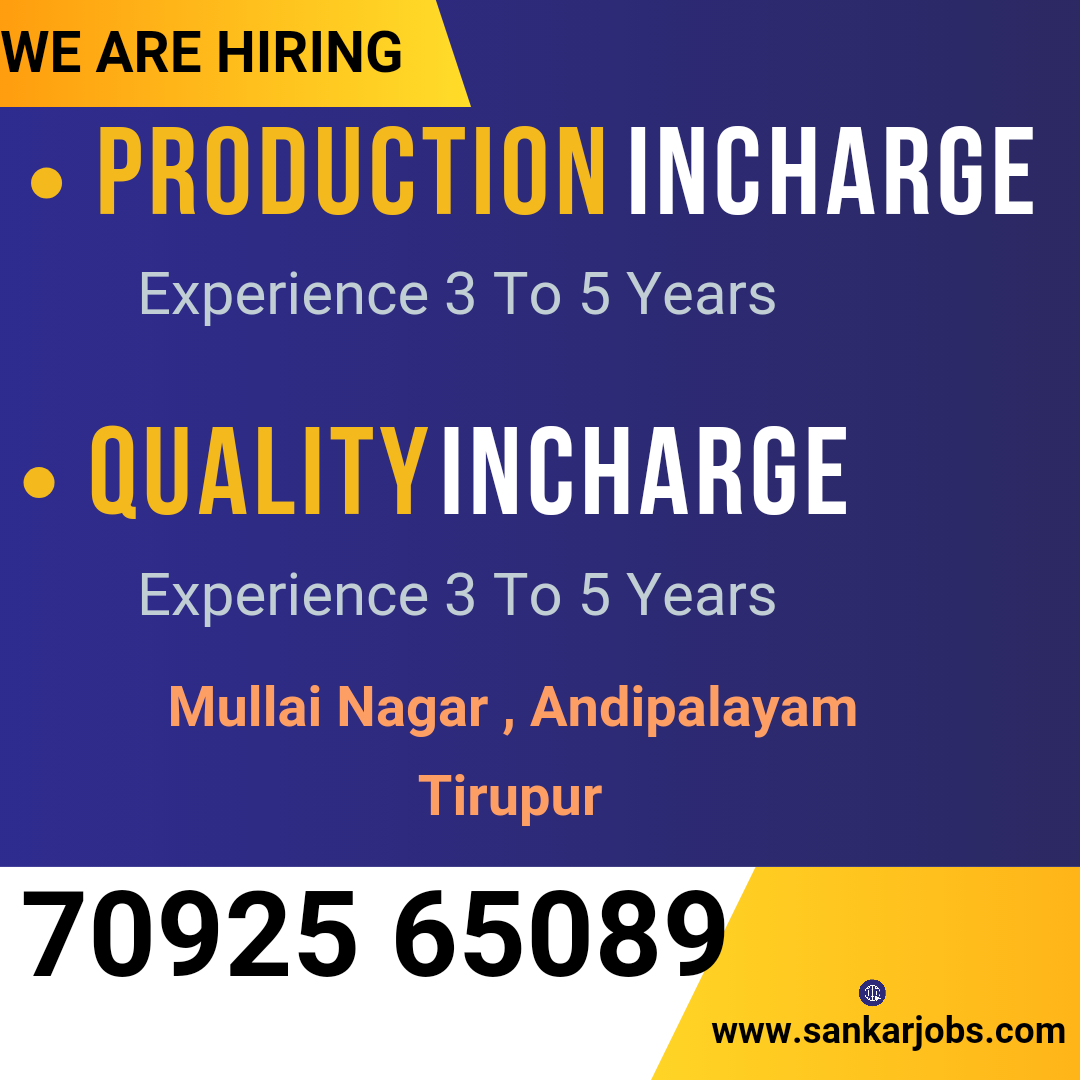 WE ARE HIRING
• PRODUCTION INCHARGE
Experience 3 To 5 Years
• QUALITY INCHARGE
Experience 3 To 5 Years
Mullai Nagar , Andipalayam
Tirupur
70925 65089
www.sankarjobs.com